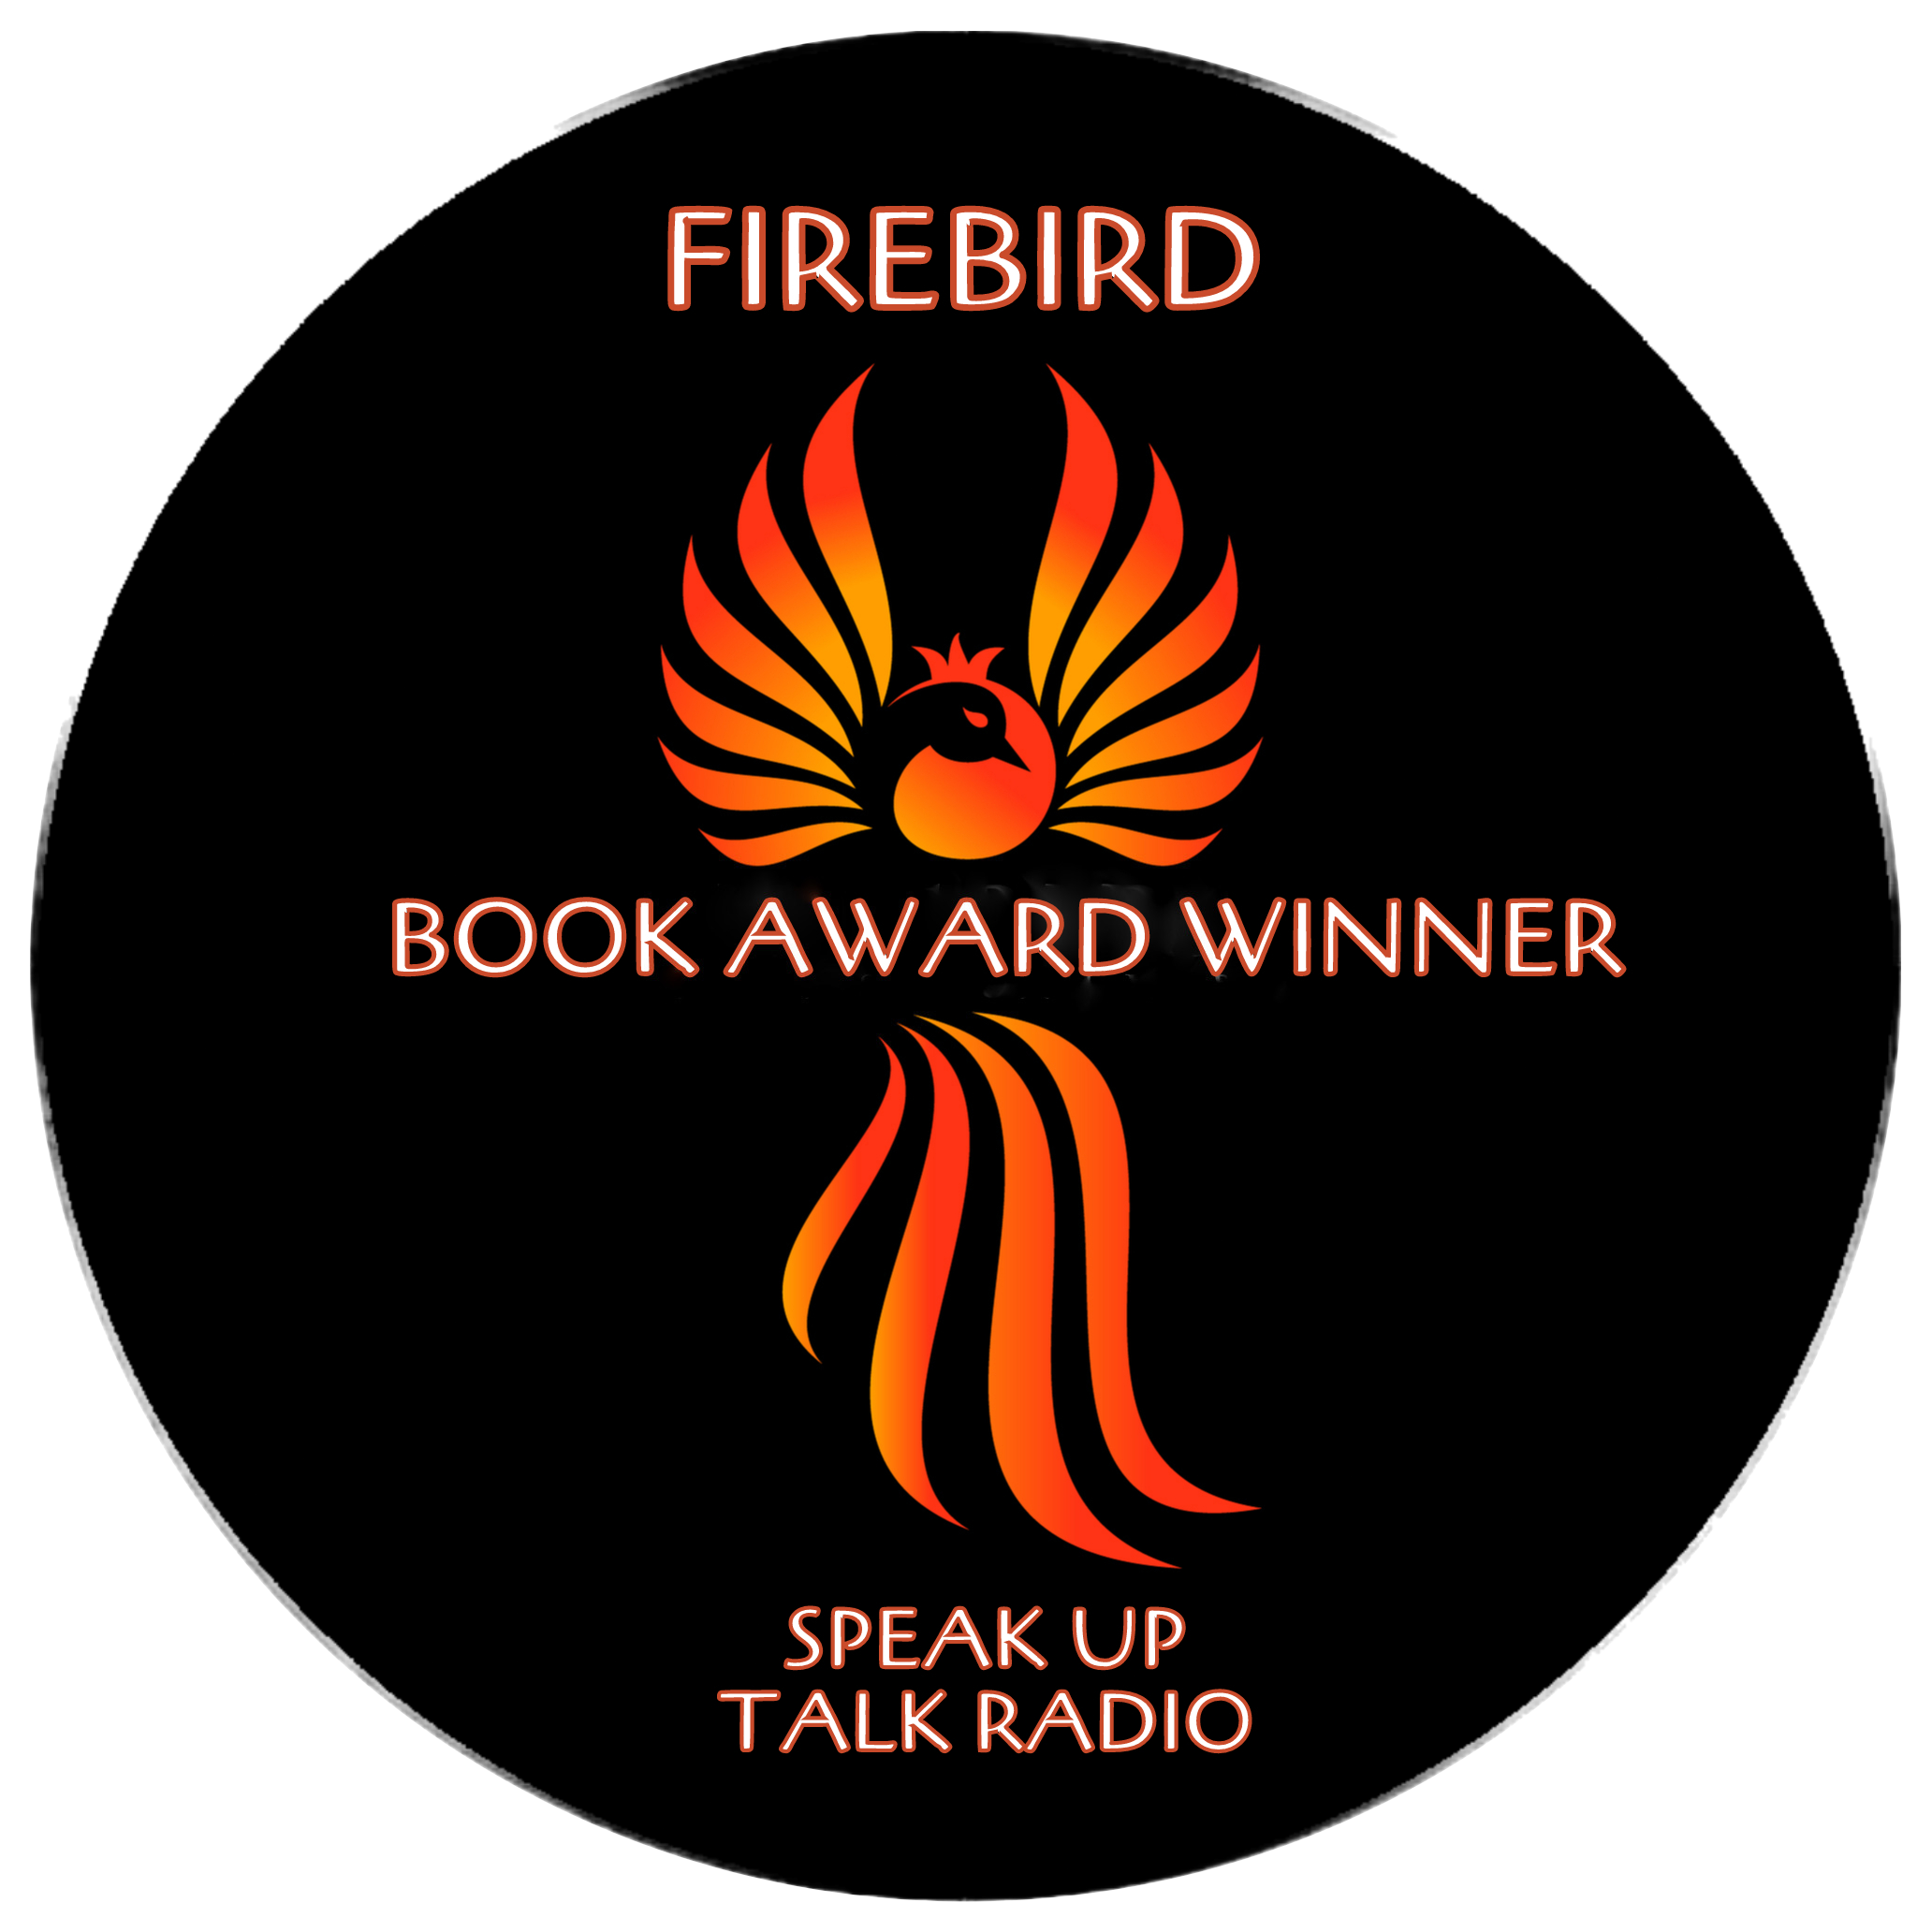 FIREBIRD
BOOK AWARD WINNER
SPEAK UP
TALK RADIO